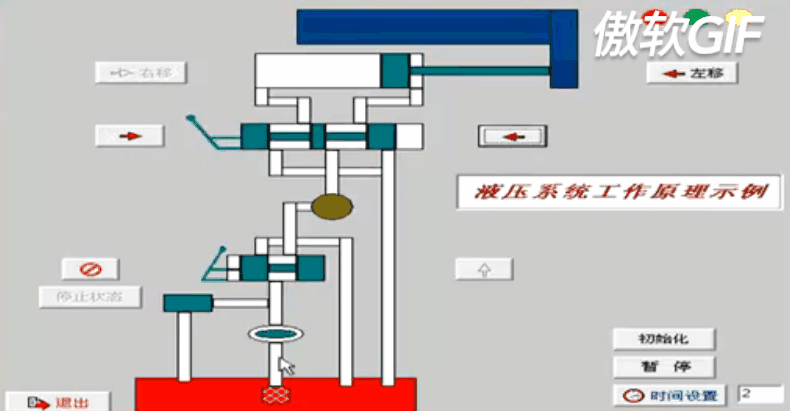 傲软GIF
右移
左移
液压系统工作原理示例
停止状态
初始化
暂 停
退出
时间设置 2